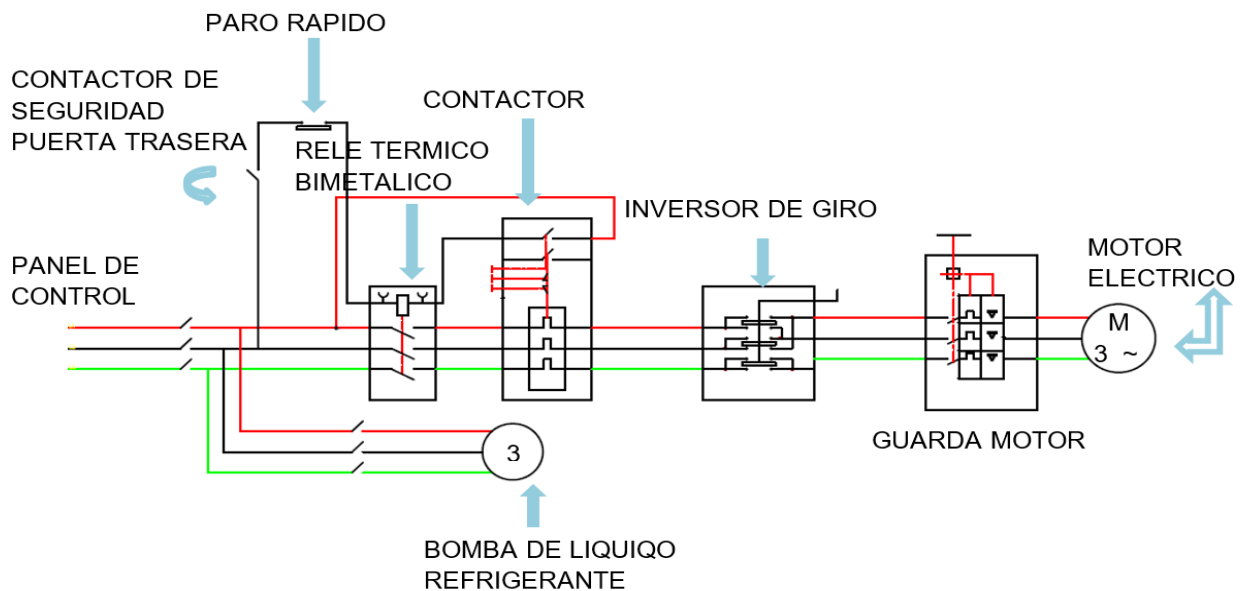 PARO RAPIDO
CONTACTOR DE
SEGURIDAD
PUERTA TRASERA
CONTACTOR
RELE TERMICO
BIMETALICO
INVERSOR DE GIRO
PANEL DE
CONTROL
MOTOR
ELECTRICO
M
3 ~
GUARDA MOTOR
3
BOMBA DE LIQUIQO
REFRIGERANTE